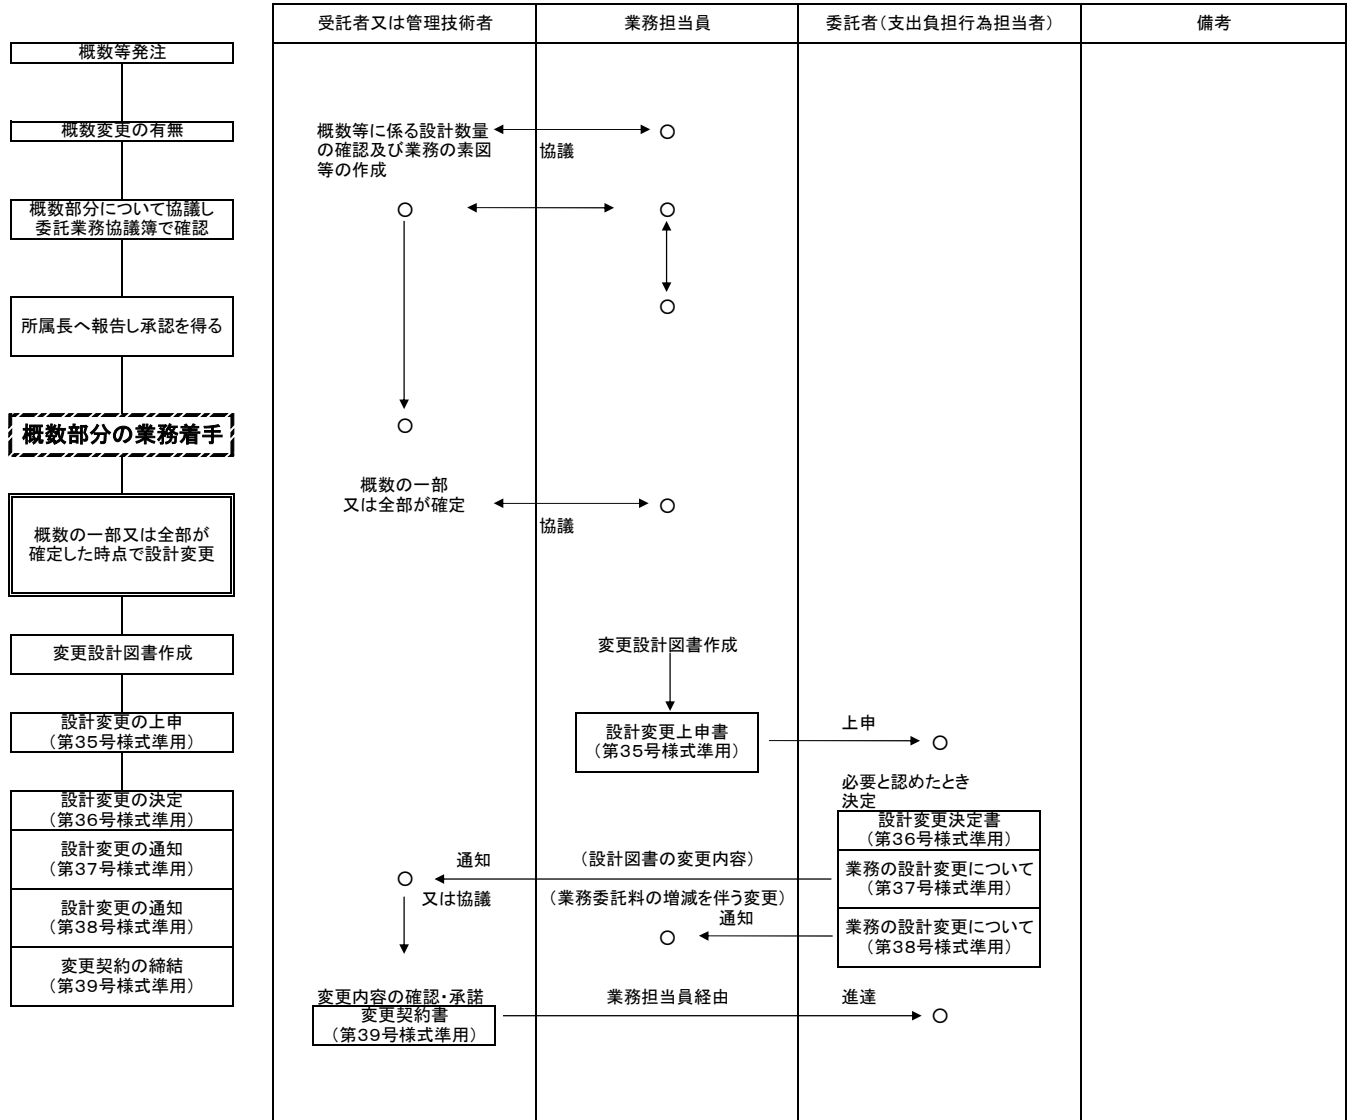 受託者又は管理技術者
業務担当員
委託者(支出負担行為担当者)
備考
概数等発注
概数変更の有無
概数部分について協議し
委託業務協議簿で確認
所属長へ報告し承認を得る
概数部分の業務着手
概数の一部又は全部が
確定した時点で設計変更
変更設計図書作成
設計変更の上申
(第35号様式準用)
設計変更の決定
(第36号様式準用)
設計変更の通知
(第37号様式準用)
設計変更の通知
(第38号様式準用)
変更契約の締結
(第39号様式準用)
概数等に係る設計数量
の確認及び業務の素図
等の作成
協議
概数の一部
又は全部が確定
協議
変更設計図書作成
設計変更上申書
(第35号様式準用)
上申
必要と認めたとき
決定
設計変更決定書
(第36号様式準用)
業務の設計変更について
(第37号様式準用)
業務の設計変更について
(第38号様式準用)
通知
(設計図書の変更内容)
又は協議
(業務委託料の増減を伴う変更)
通知
変更内容の確認・承諾
変更契約書
(第39号様式準用)
業務担当員経由
進達